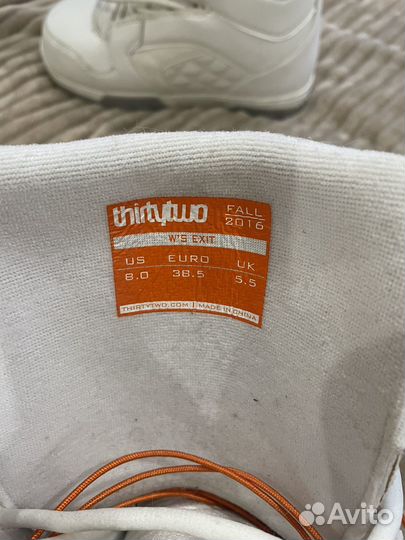 thirtytwo FALL 2016
W'S EXIT
US EURO UK
8.0 38.5 5.5
THIRTYTWO.COM | MADE IN CHINA
Avito